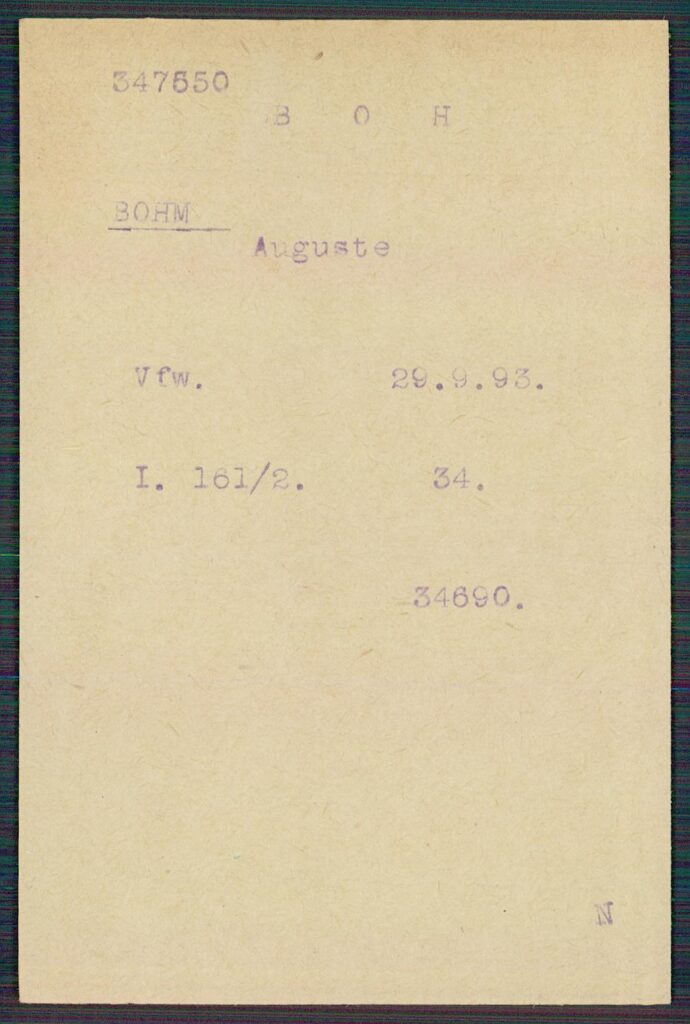 347550
B O H
BOHM
Auguste
Vfw. 29.9.93.
I. 161/2. 34.
34690.
N